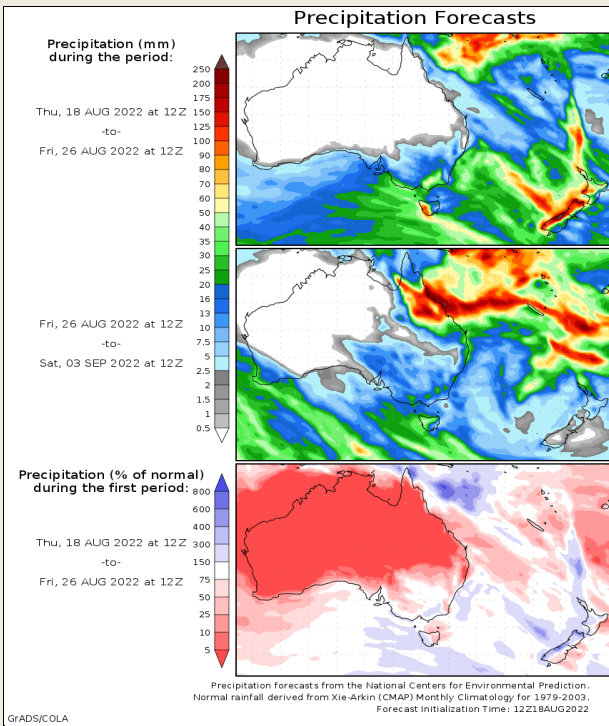 Precipitation Forecasts
Precipitation (mm)
during the period:
Thu, 18 AUG 2022 at 12Z
-to-
Fri, 26 AUG 2022 at 12Z
250
200
175
150
125
100
90
80
70
60
50
40
35
30
25
20
16
13
10
7.5
5
2.5
2
1.5
1
0.5
Fri, 26 AUG 2022 at 12Z
-to-
Sat, 03 SEP 2022 at 12Z
Precipitation (% of normal)
during the first period:
Thu, 18 AUG 2022 at 12Z
-to-
Fri, 26 AUG 2022 at 12Z
800
600
400
300
150
75
50
25
10
5
Precipitation forecasts from the National Centers for Environmental Prediction.
Normal rainfall derived from Xie-Arkin (CMAP) Monthly Climatology for 1979-2003.
Forecast Initialization Time: 12Z18AUG2022
GrADS/COLA